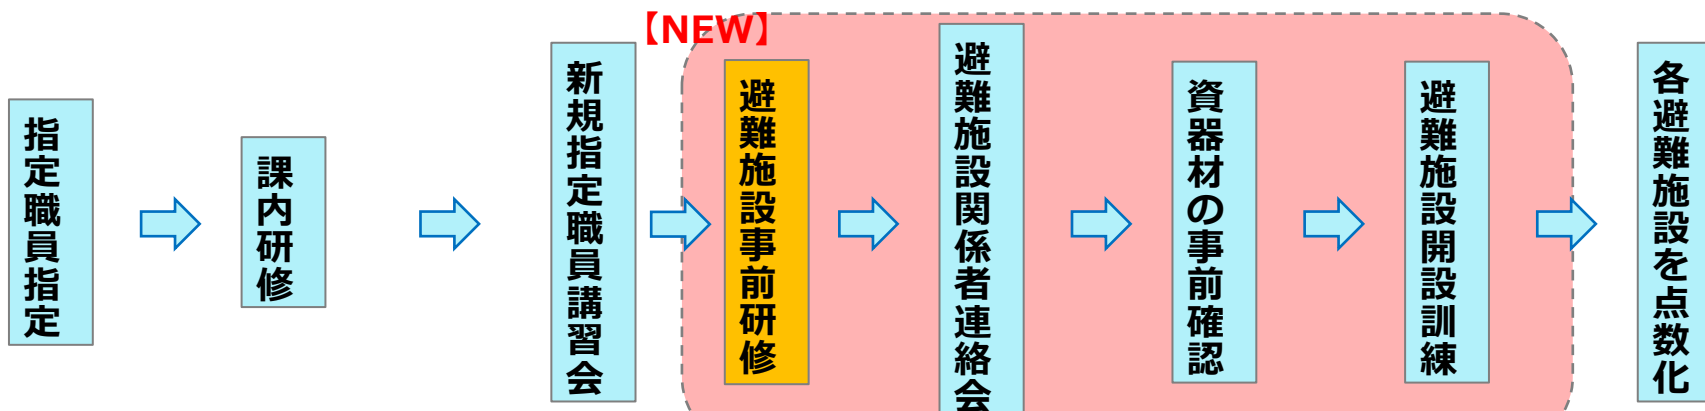 指定職員指定
課内研修
新規指定職員講習会
【NEW】
避難施設事前研修
避難施設関係者連絡会
資器材の事前確認
避難施設開設訓練
各避難施設を点数化